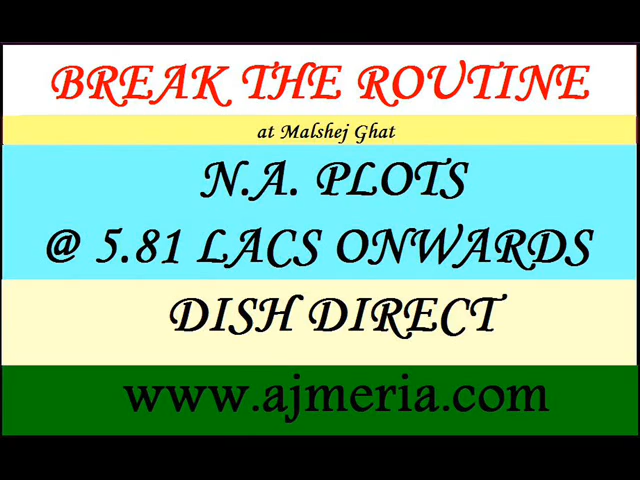 BREAK THE ROUTINE
at Malshej Ghat
N.A. PLOTS
@ 5.81 LACS ONWARDS
DISH DIRECT
www.ajmeria.com